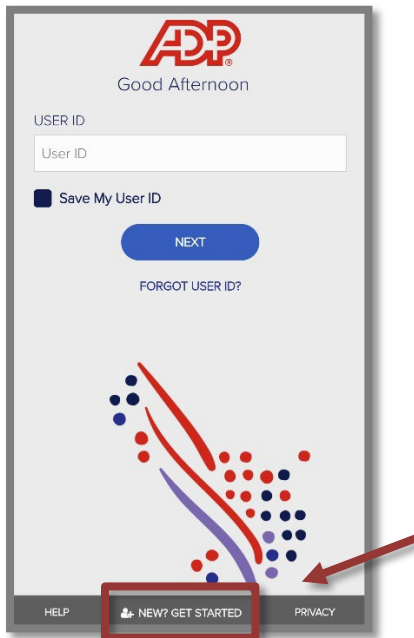 ADP
Good Afternoon
USER ID
User ID
Save My User ID
NEXT
FORGOT USER ID?
HELP NEW? GET STARTED PRIVACY